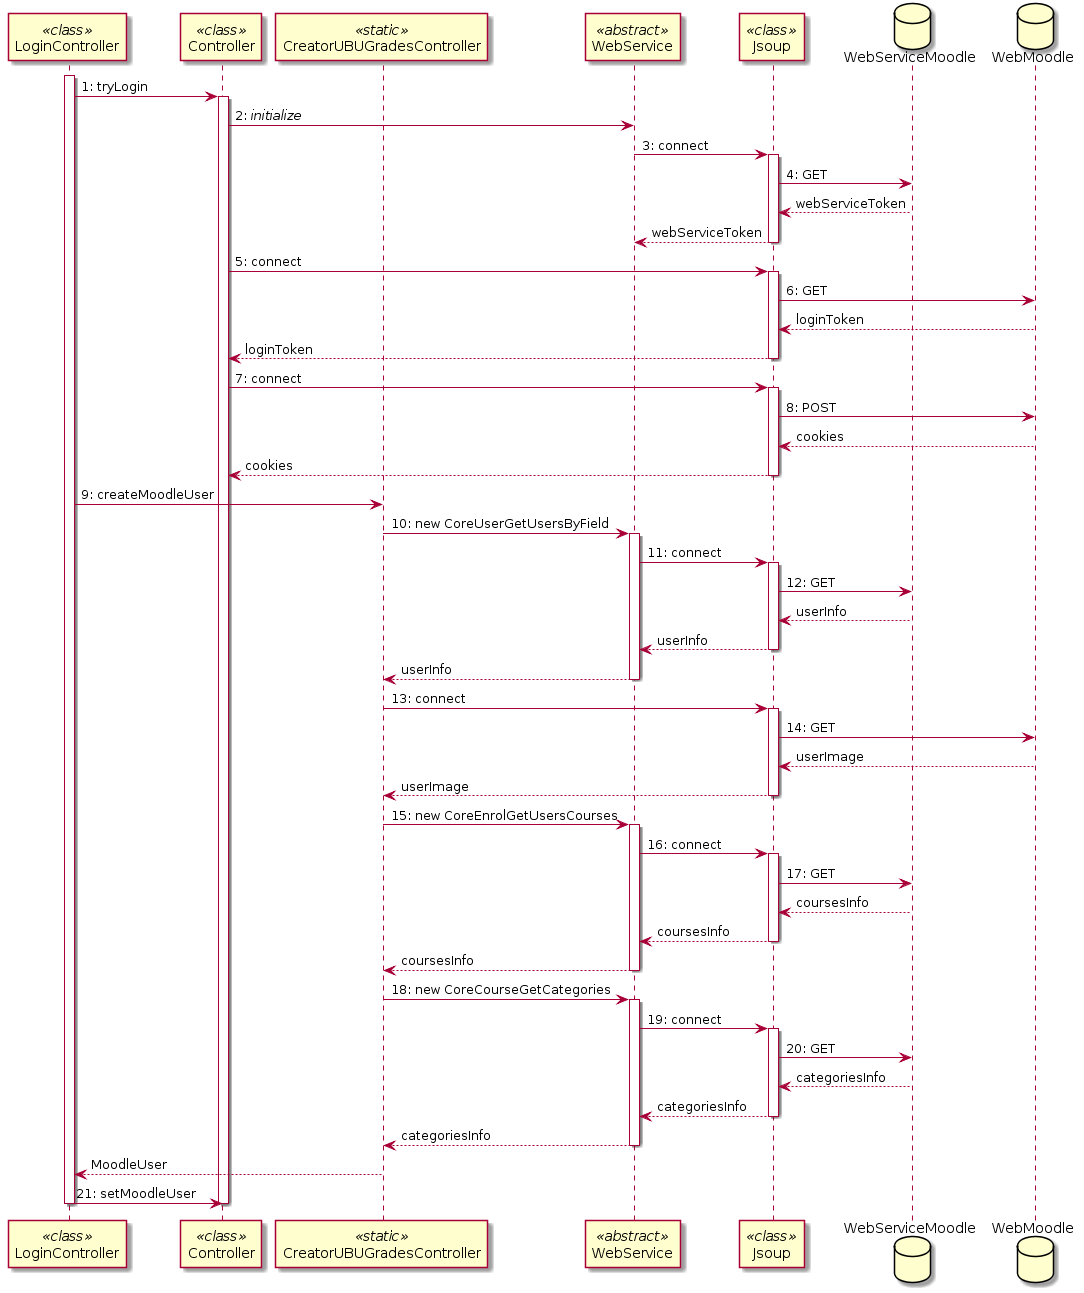 «class»
LoginController
«class»
Controller
«static»
CreatorUBUGradesController
«abstract»
WebService
«class»
Jsoup
WebServiceMoodle
WebMoodle
1: tryLogin
2: initialize
3: connect
4: GET
webServiceToken
webServiceToken
5: connect
6: GET
loginToken
loginToken
7: connect
8: POST
cookies
cookies
9: createMoodleUser
10: new CoreUserGetUsersByField
11: connect
12: GET
userInfo
userInfo
userInfo
13: connect
14: GET
userImage
userImage
15: new CoreEnrolGetUsersCourses
16: connect
17: GET
coursesInfo
coursesInfo
coursesInfo
18: new CoreCourseGetCategories
19: connect
20: GET
categoriesInfo
categoriesInfo
categoriesInfo
MoodleUser
21: setMoodleUser
«class»
LoginController
«class»
Controller
«static»
CreatorUBUGradesController
«abstract»
WebService
«class»
Jsoup
WebServiceMoodle
WebMoodle